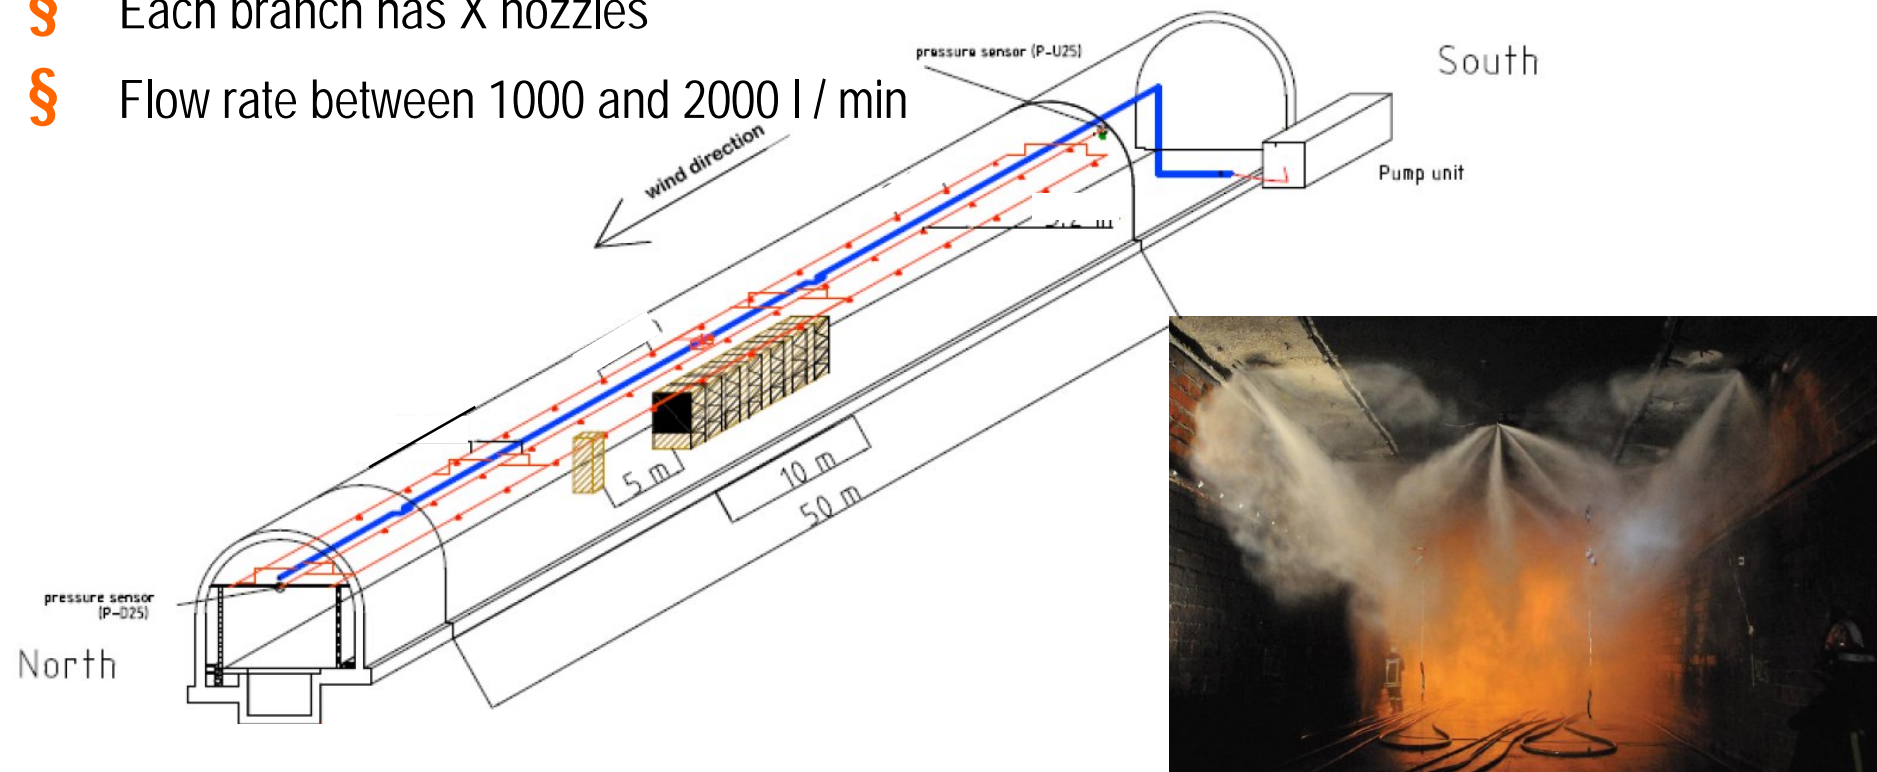 § Each branch has X nozzles
§ Flow rate between 1000 and 2000 l / min
pressure sensor (P-U25)
South
wind direction
Pump unit
5 m
10 m
50 m
pressure sensor
(P-D25)
North